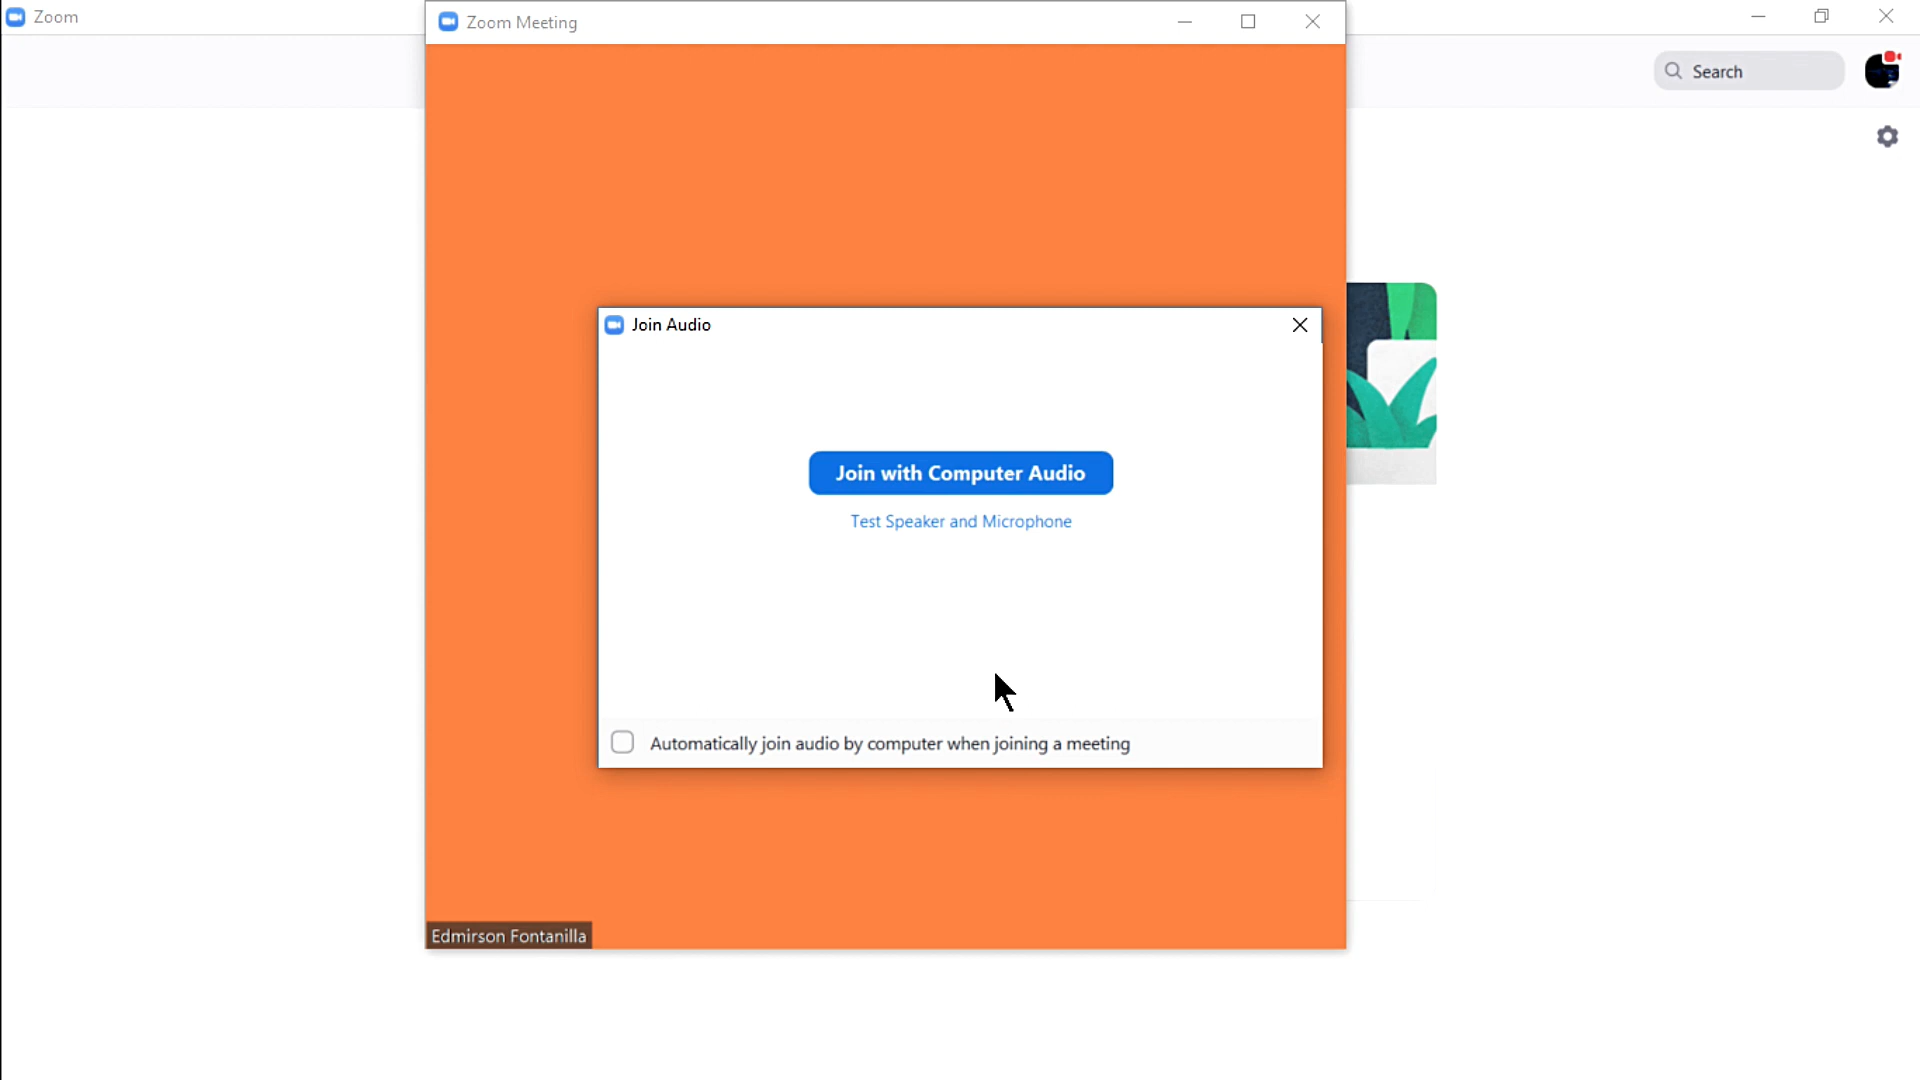 Zoom
Zoom Meeting
Search
Join Audio
Join with Computer Audio
Test Speaker and Microphone
Automatically join audio by computer when joining a meeting
Edmirson Fontanilla